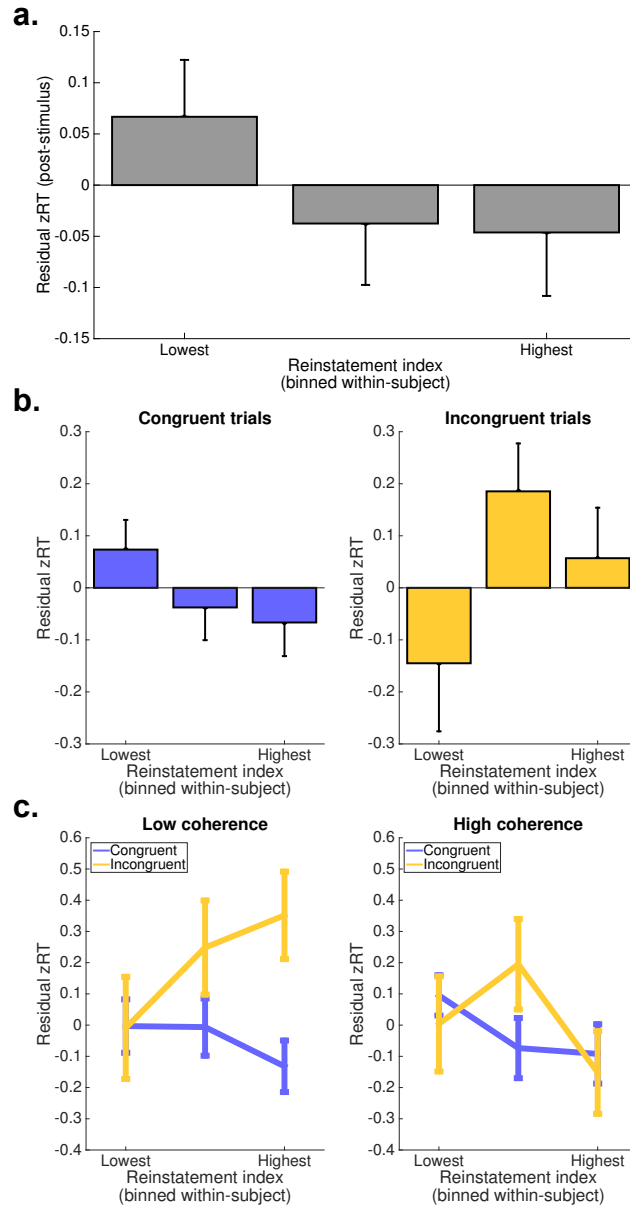 a.
Residual zRT (post-stimulus)
0.15
0.1
0.05
0
-0.05
-0.1
-0.15
Lowest
Highest
Reinstatement index
(binned within-subject)
b.
Congruent trials
Residual zRT
0.3
0.2
0.1
0
-0.1
-0.2
-0.3
Lowest
Highest
Reinstatement index
(binned within-subject)
Incongruent trials
Residual zRT
0.3
0.2
0.1
0
-0.1
-0.2
-0.3
Lowest
Highest
Reinstatement index
(binned within-subject)
c.
Low coherence
Congruent
Incongruent
Residual zRT
0.6
0.5
0.4
0.3
0.2
0.1
0
-0.1
-0.2
-0.3
-0.4
Lowest
Highest
Reinstatement index
(binned within-subject)
High coherence
Congruent
Incongruent
Residual zRT
0.6
0.5
0.4
0.3
0.2
0.1
0
-0.1
-0.2
-0.3
-0.4
Lowest
Highest
Reinstatement index
(binned within-subject)